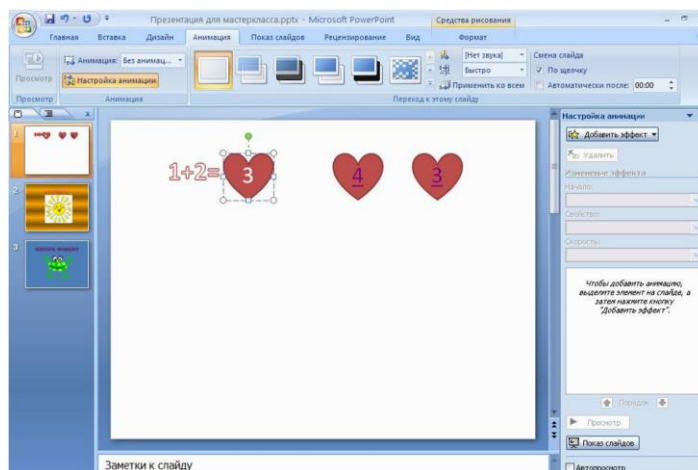 Презентация для мастеркласса.pptx - Microsoft PowerPoint
Средства рисования
Главная Вставка Дизайн Анимация Показ слайдов Рецензирование Вид Формат
Просмотр
Анимация: Без анимац...
Настройка анимации
[Нет звука]
Быстро
Применить ко всем
Смена слайда
По щелчку
Автоматически после: 00:00
Просмотр Анимация Переход к этому слайду
1
2
3
1+2=
3
4
3
Настройка анимации
Добавить эффект
Удалить
Изменение эффекта
Начало:
Свойство:
Скорость:
Чтобы добавить анимацию,
выделите элемент на слайде, а
затем нажмите кнопку
"Добавить эффект".
Порядок
Просмотр
Показ слайдов
Автопросмотр
Заметки к слайду